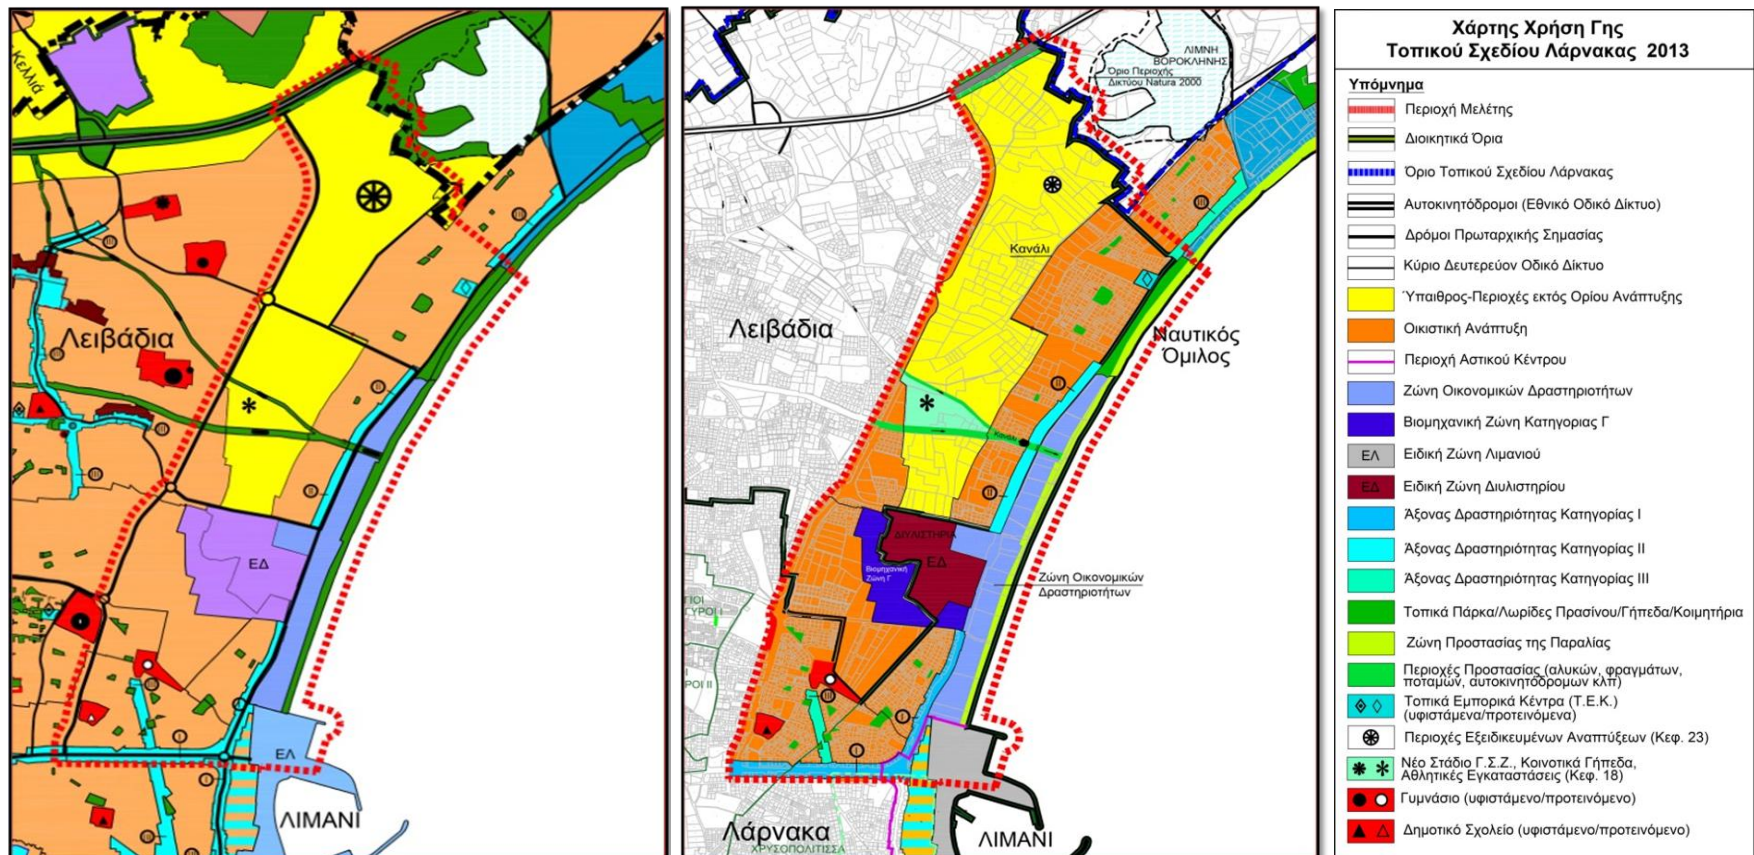 Κελλιά
Λειβάδια
ΕΔ
ΕΛ
ΛΙΜΑΝΙ
ΛΙΜΝΗ
ΒΟΡΟΚΛΗΝΗΣ
Όριο Περιοχής
Δικτύου Natura 2000
Κανάλι
Λειβάδια
Ναυτικός
Όμιλος
Κανάλι
ΔΙΥΛΙΣΤΗΡΙΑ
ΕΔ
Βιομηχανική
Ζώνη Γ
Ζώνη Οικονομικών
Δραστηριοτήτων
Λάρνακα
ΧΡΥΣΟΠΟΛΙΤΙΣΣΑ
ΛΙΜΑΝΙ
Χάρτης Χρήση Γης
Τοπικού Σχεδίου Λάρνακας 2013
Υπόμνημα
Περιοχή Μελέτης
Διοικητικά Όρια
Όριο Τοπικού Σχεδίου Λάρνακας
Αυτοκινητόδρομοι (Εθνικό Οδικό Δίκτυο)
Δρόμοι Πρωταρχικής Σημασίας
Κύριο Δευτερεύον Οδικό Δίκτυο
Ύπαιθρος-Περιοχές εκτός Ορίου Ανάπτυξης
Οικιστική Ανάπτυξη
Περιοχή Αστικού Κέντρου
Ζώνη Οικονομικών Δραστηριοτήτων
Βιομηχανική Ζώνη Κατηγοριας Γ
ΕΛ Ειδική Ζώνη Λιμανιού
ΕΔ Ειδική Ζώνη Διυλιστηρίου
Άξονας Δραστηριότητας Κατηγορίας Ι
Άξονας Δραστηριότητας Κατηγορίας ΙΙ
Άξονας Δραστηριότητας Κατηγορίας ΙΙΙ
Τοπικά Πάρκα/Λωρίδες Πρασίνου/Γήπεδα/Κοιμητήρια
Ζώνη Προστασίας της Παραλίας
Περιοχές Προστασίας (αλυκών, φραγμάτων,
ποταμών, αυτοκινητόδρομων κλπ)
Τοπικά Εμπορικά Κέντρα (Τ.Ε.Κ.)
(υφιστάμενα/προτεινόμενα)
Περιοχές Εξειδικευμένων Αναπτύξεων (Κεφ. 23)
Νέο Στάδιο Γ.Σ.Ζ., Κοινοτικά Γήπεδα,
Αθλητικές Εγκαταστάσεις (Κεφ. 18)
Γυμνάσιο (υφιστάμενο/προτεινόμενο)
Δημοτικό Σχολείο (υφιστάμενο/προτεινόμενο)